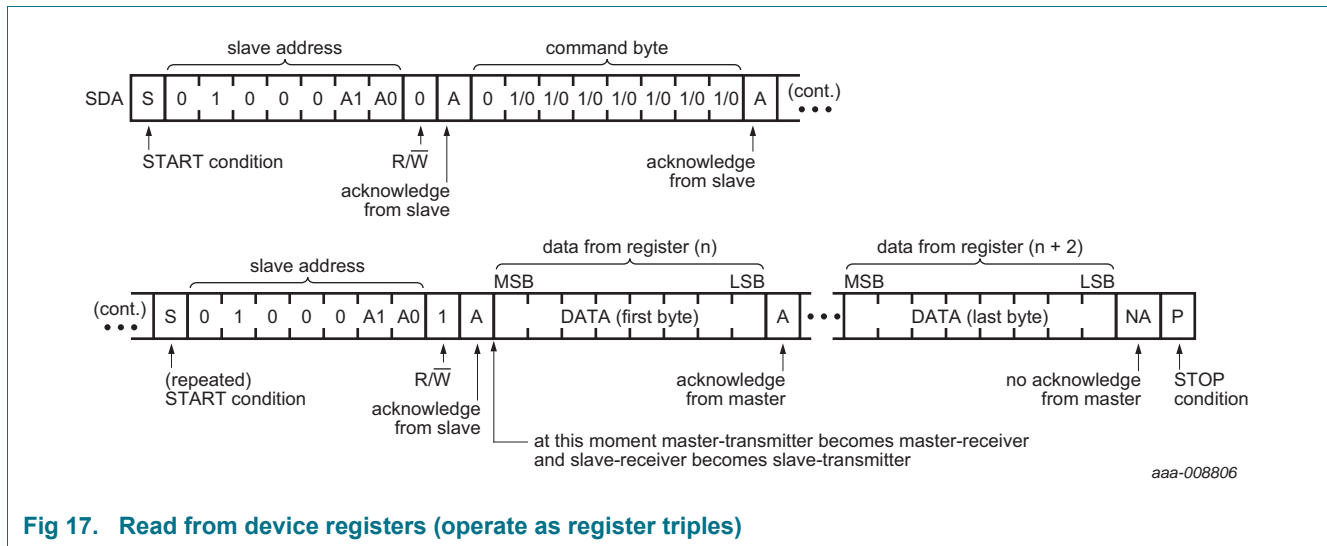 slave address command byte
SDA S 0 1 0 0 0 A1 A0 0 A 0 1/0 1/0 1/0 1/0 1/0 1/0 1/0 A (cont.)
START condition R/W̅ acknowledge
acknowledge from slave
from slave
data from register (n) data from register (n + 2)
slave address MSB LSB MSB LSB
(cont.) S 0 1 0 0 0 A1 A0 1 A DATA (first byte) A DATA (last byte) NA P
(repeated) R/W̅ acknowledge no acknowledge STOP
START condition acknowledge from master from master condition
from slave
at this moment master-transmitter becomes master-receiver
and slave-receiver becomes slave-transmitter
aaa-008806
Fig 17. Read from device registers (operate as register triples)